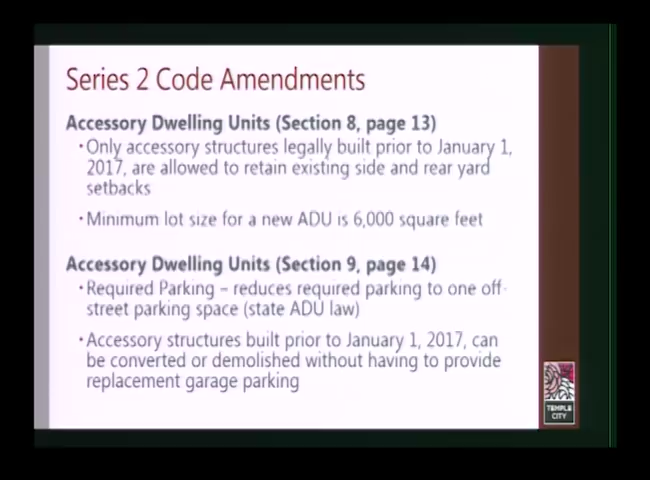 Series 2 Code Amendments
Accessory Dwelling Units (Section 8, page 13)
• Only accessory structures legally built prior to January 1,
2017, are allowed to retain existing side and rear yard
setbacks
• Minimum lot size for a new ADU is 6,000 square feet
Accessory Dwelling Units (Section 9, page 14)
• Required Parking – reduces required parking to one off-
street parking space (state ADU law)
• Accessory structures built prior to January 1, 2017, can
be converted or demolished without having to provide
replacement garage parking
TEMPLE
CITY